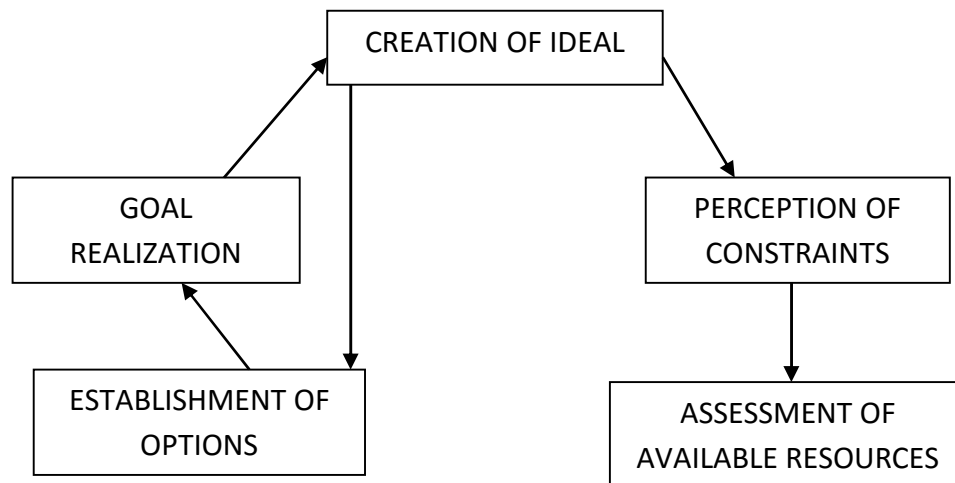 CREATION OF IDEAL
GOAL
REALIZATION
PERCEPTION OF
CONSTRAINTS
ESTABLISHMENT OF
OPTIONS
ASSESSMENT OF
AVAILABLE RESOURCES